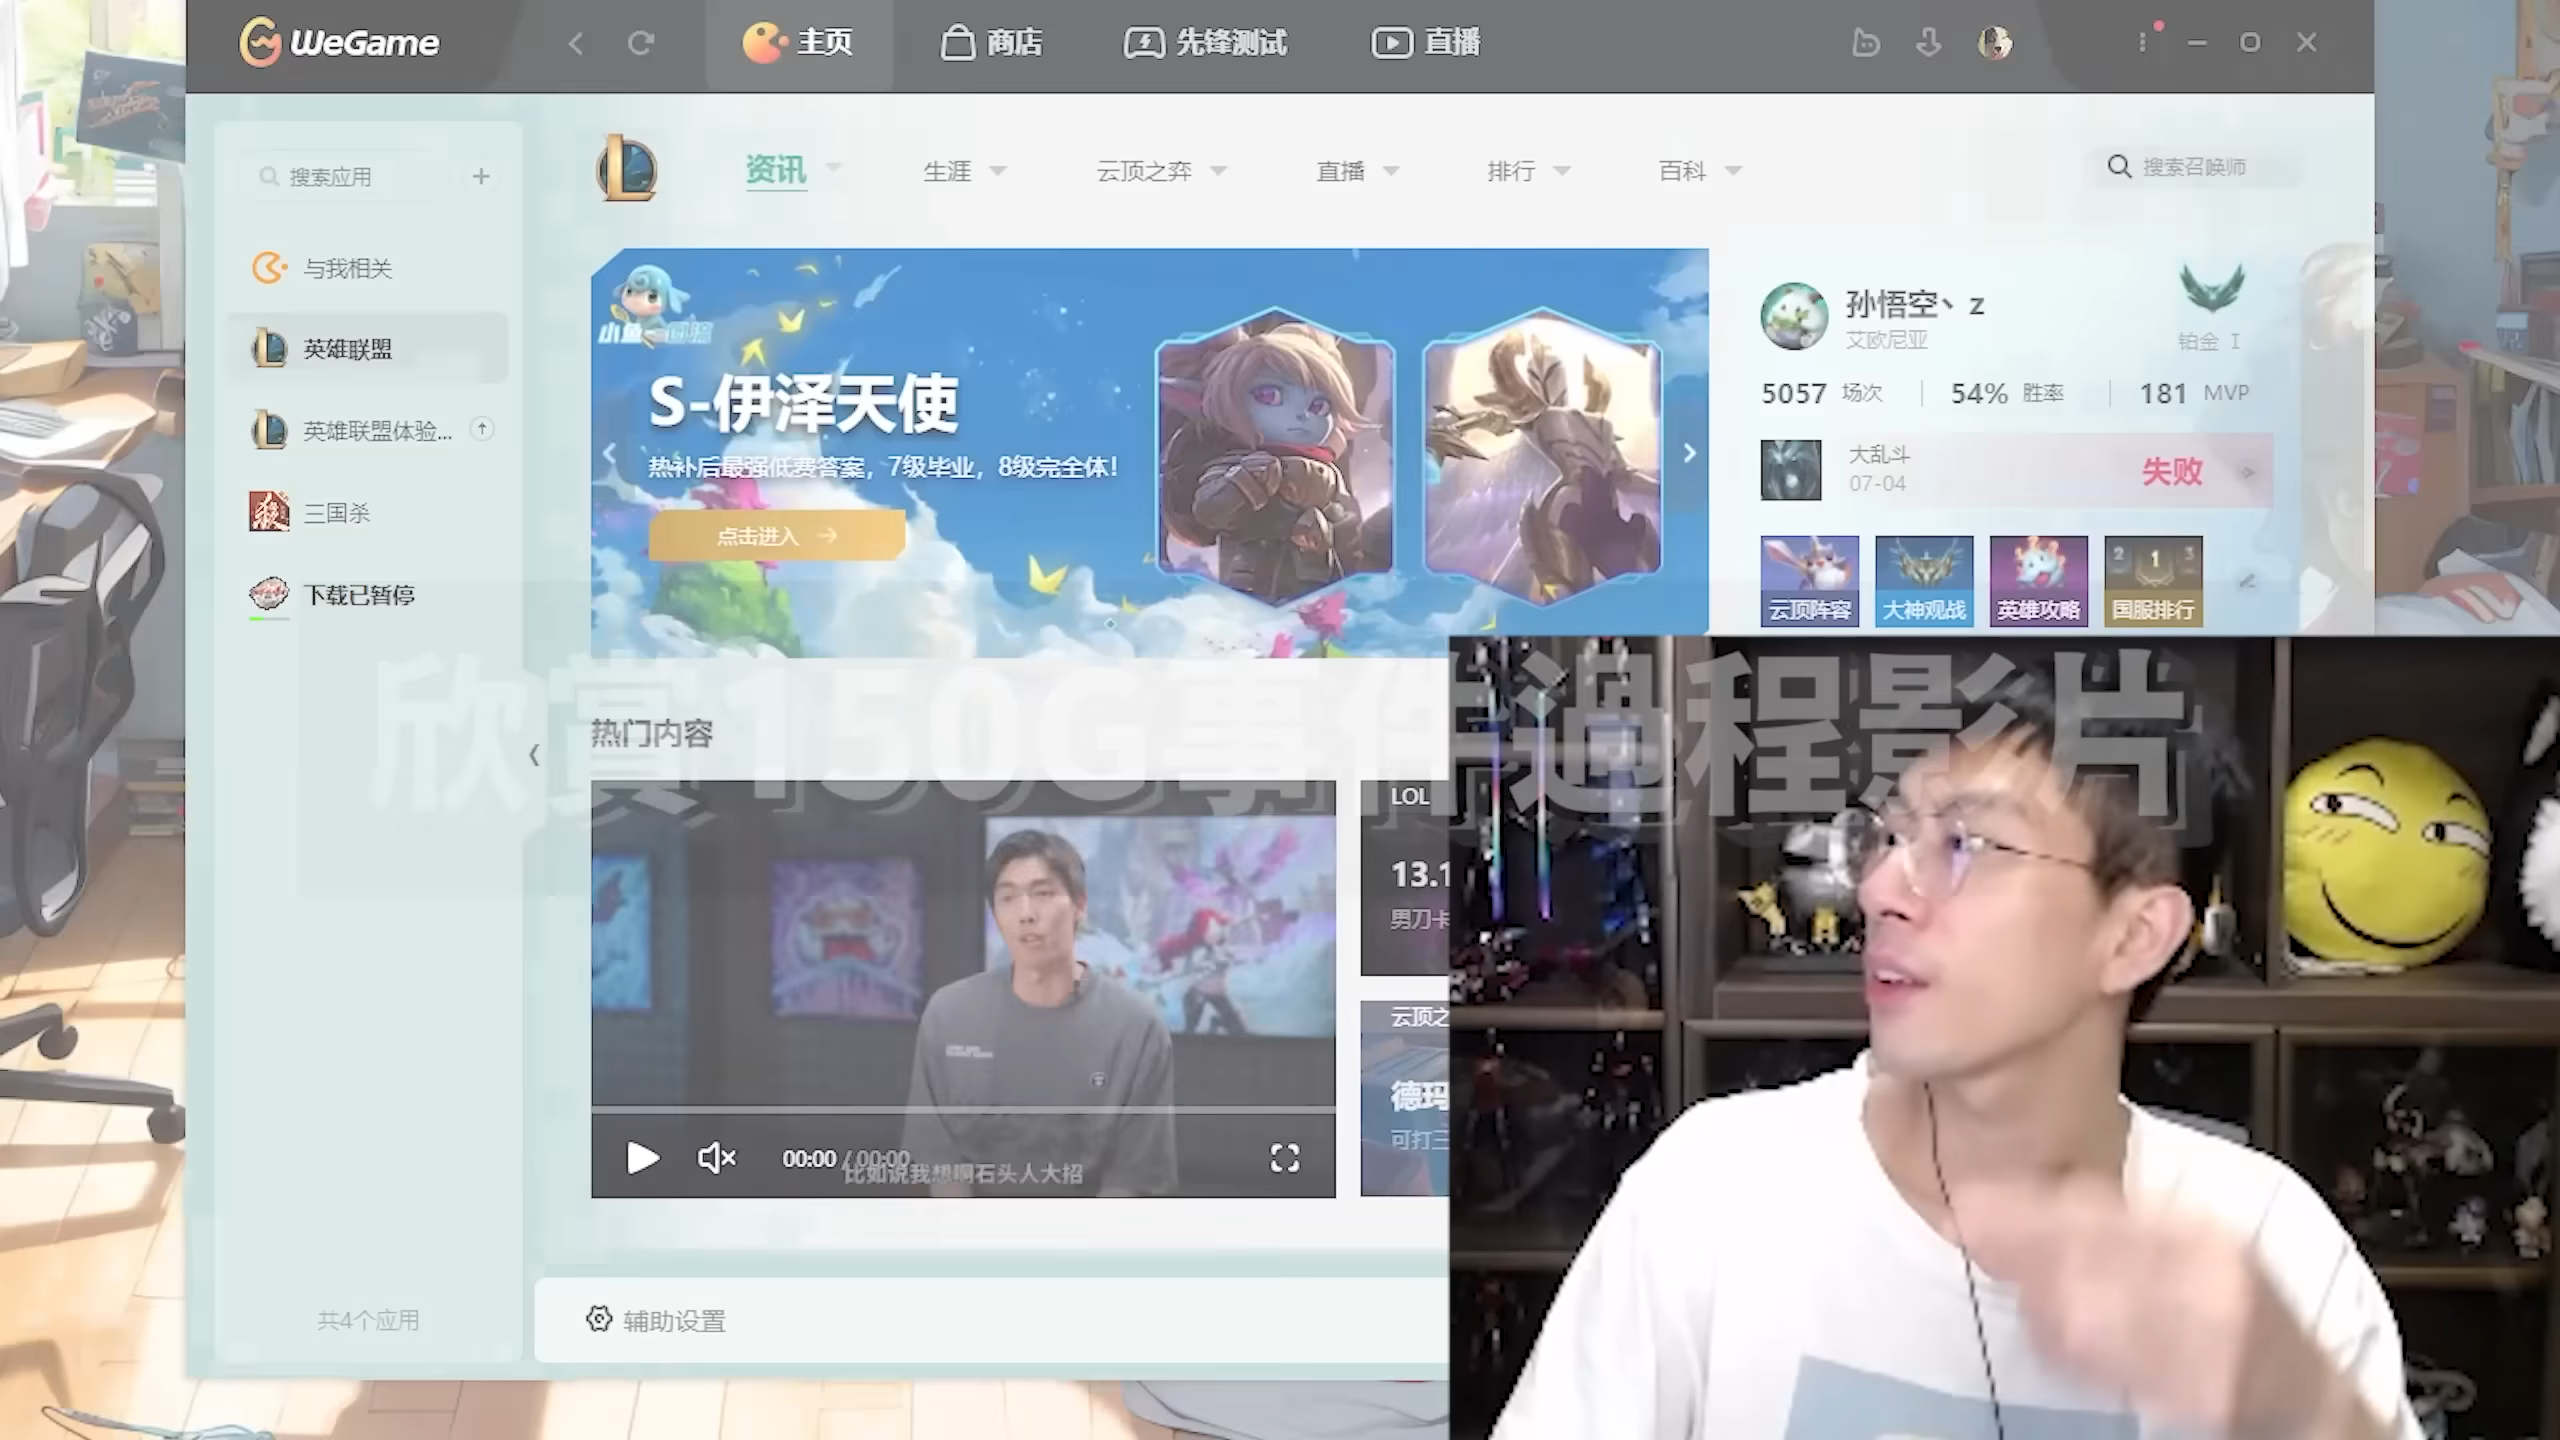 WeGame
主页
商店
先锋测试
直播
搜索应用
与我相关
英雄联盟
英雄联盟体验...
三国杀
下载已暂停
共4个应用
资讯
生涯
云顶之弈
直播
排行
百科
搜索召唤师
S-伊泽天使
热补后最强低费答案，7级毕业，8级完全体！
点击进入
孙悟空丶 z
艾欧尼亚
铂金 I
5057 场次
54% 胜率
181 MVP
大乱斗
07-04
失败
云顶阵容
大神观战
英雄攻略
2 1 3
国服排行
欣賞150G事件過程影片
热门内容
LOL
13.1
男刀卡
云顶之
德玛
可打三
00:00 / 00:00
比如说我想啊石头人大招
辅助设置